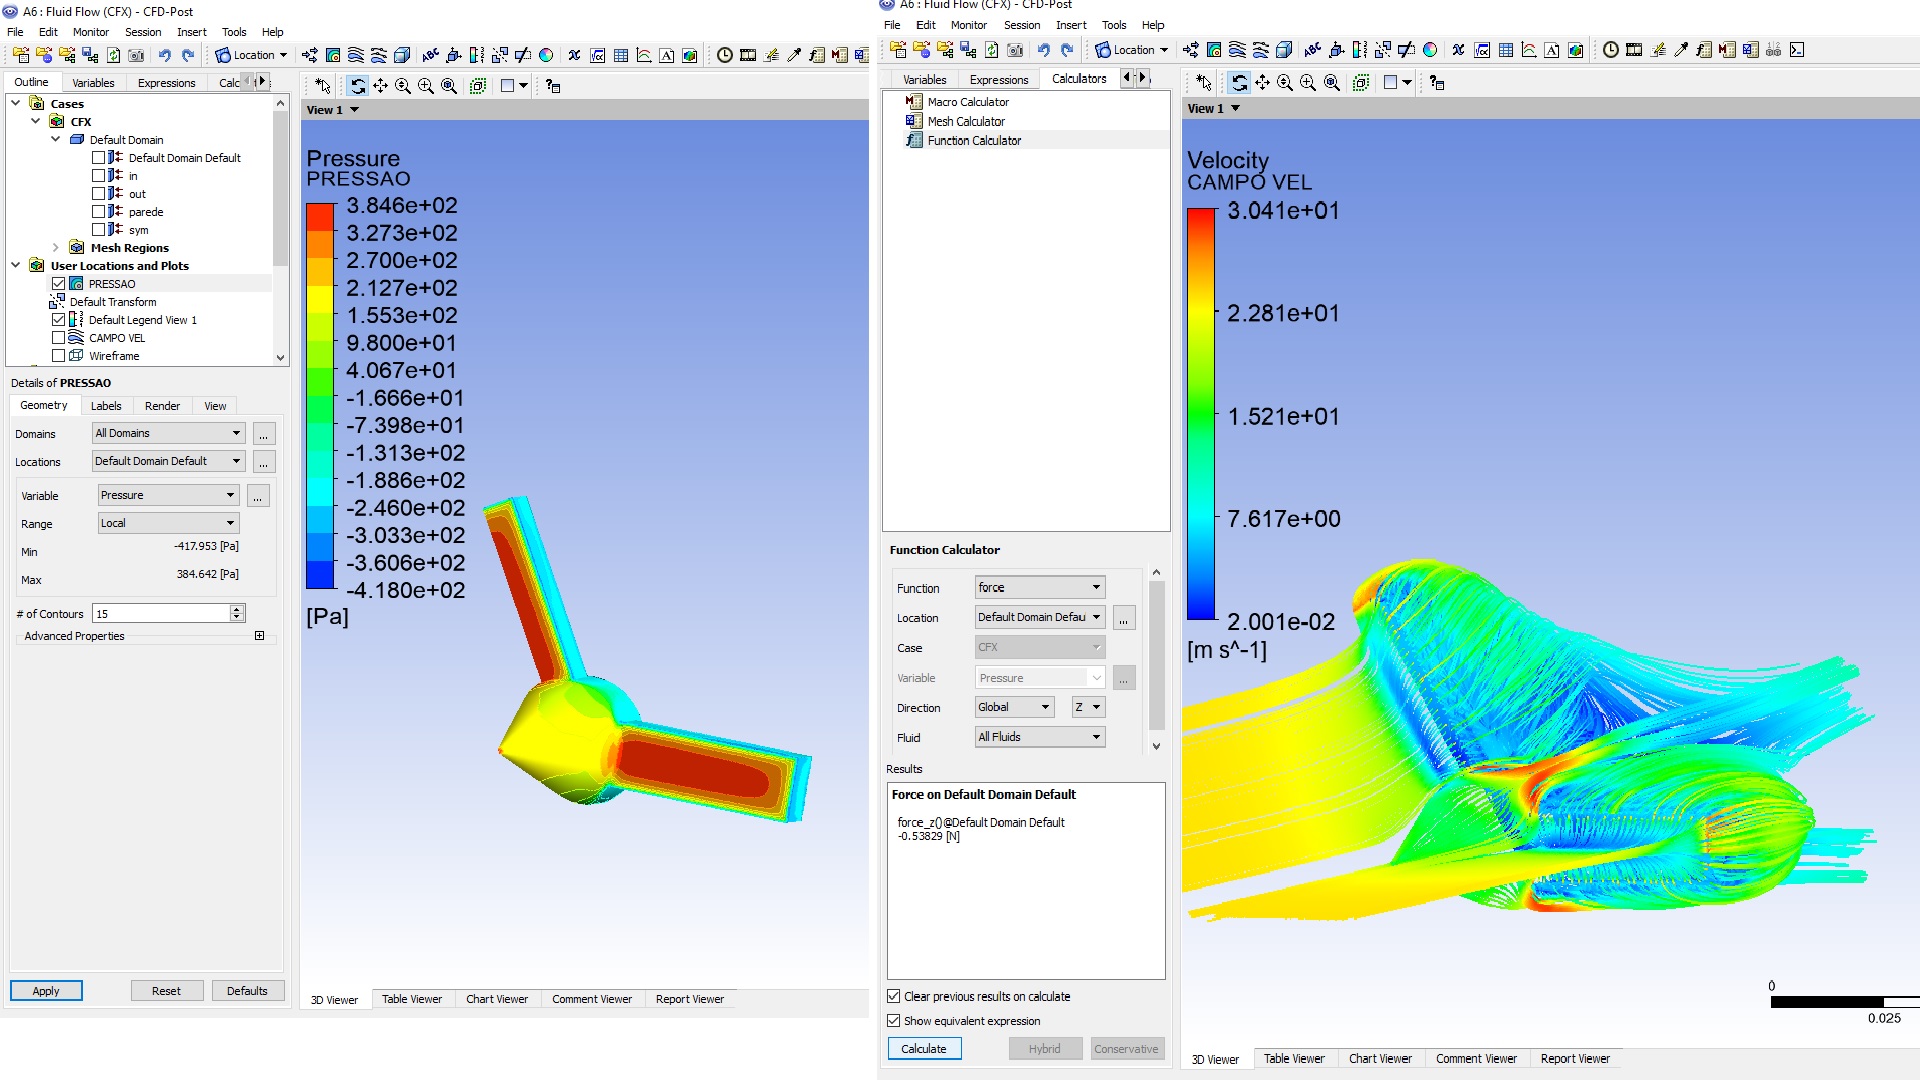 A6 : Fluid Flow (CFX) - CFD-Post
File Edit Monitor Session Insert Tools Help
Location
Outline Variables Expressions Calc
Cases
CFX
Default Domain
Default Domain Default
in
out
parede
sym
Mesh Regions
User Locations and Plots
PRESSAO
Default Transform
Default Legend View 1
CAMPO VEL
Wireframe
Details of PRESSAO
Geometry Labels Render View
Domains All Domains ...
Locations Default Domain Default ...
Variable Pressure ...
Range Local
Min -417.953 [Pa]
Max 384.642 [Pa]
# of Contours 15
Advanced Properties
Apply Reset Defaults
View 1
Pressure
PRESSAO
3.846e+02
3.273e+02
2.700e+02
2.127e+02
1.553e+02
9.800e+01
4.067e+01
-1.666e+01
-7.398e+01
-1.313e+02
-1.886e+02
-2.460e+02
-3.033e+02
-3.606e+02
-4.180e+02
[Pa]
3D Viewer Table Viewer Chart Viewer Comment Viewer Report Viewer
A6 : Fluid Flow (CFX) - CFD-Post
File Edit Monitor Session Insert Tools Help
Location
Variables Expressions Calculators
Macro Calculator
Mesh Calculator
Function Calculator
Function Calculator
Function force
Location Default Domain Defaul ...
Case CFX
Variable Pressure ...
Direction Global Z
Fluid All Fluids
Results
Force on Default Domain Default
force_z()@Default Domain Default
-0.53829 [N]
Clear previous results on calculate
Show equivalent expression
Calculate Hybrid Conservative
View 1
Velocity
CAMPO VEL
3.041e+01
2.281e+01
1.521e+01
7.617e+00
2.001e-02
[m s^-1]
0
0.025
3D Viewer Table Viewer Chart Viewer Comment Viewer Report Viewer